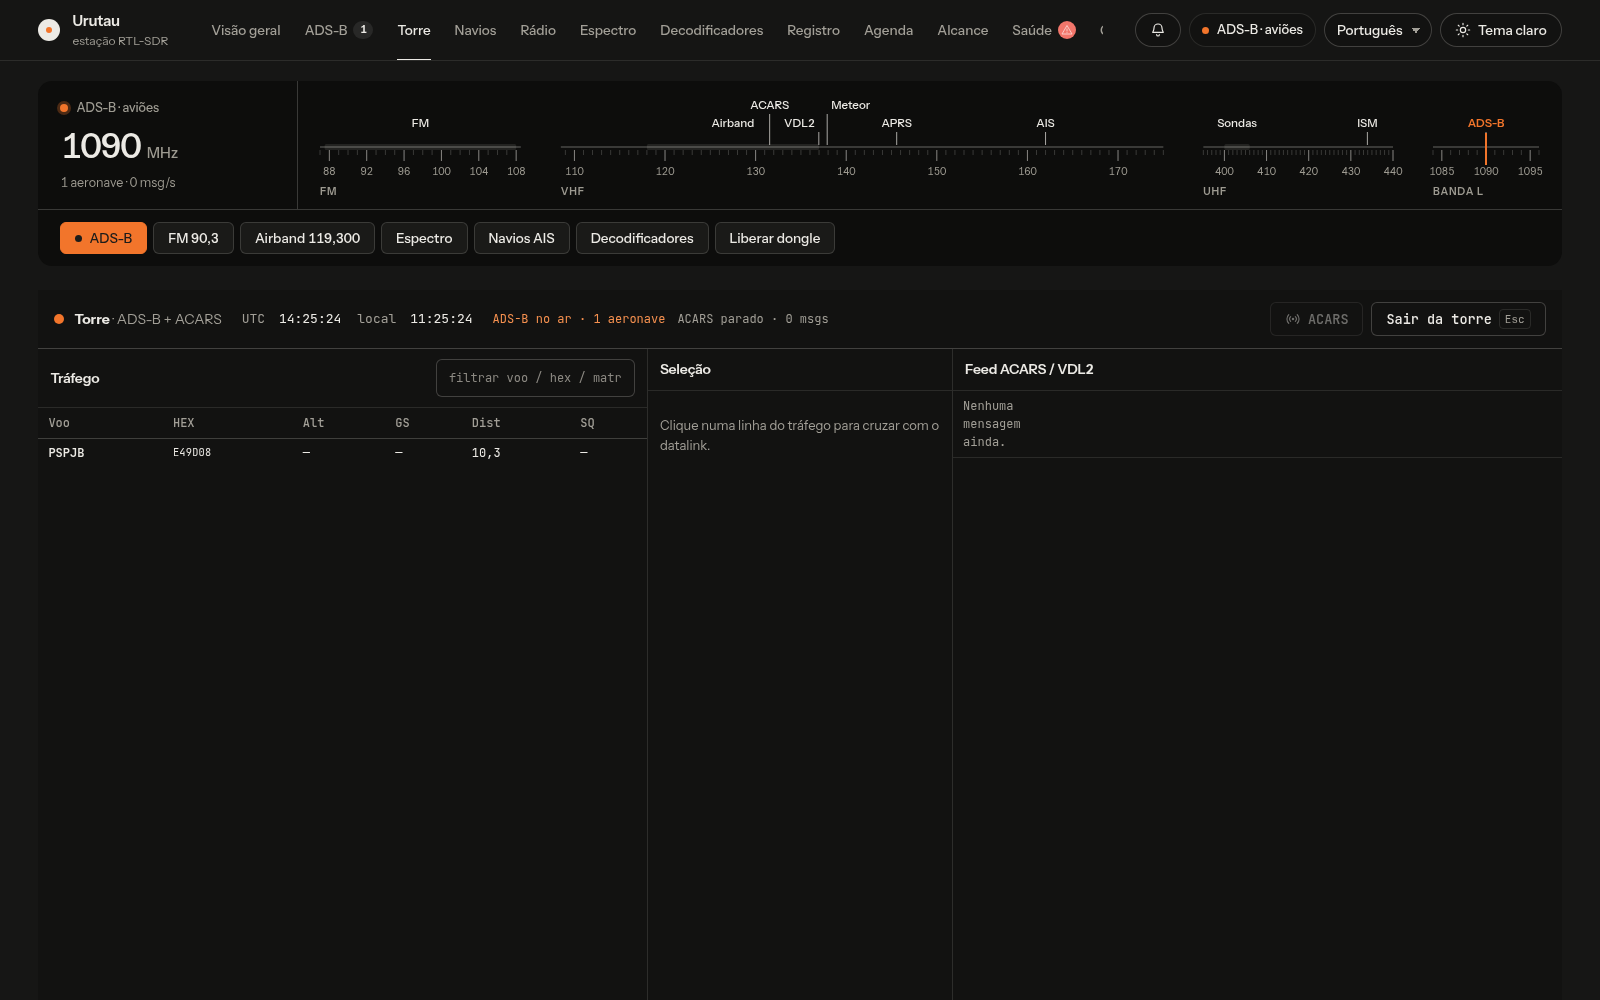 Urutau
estação RTL-SDR
Visão geral
ADS-B 1
Torre
Navios
Rádio
Espectro
Decodificadores
Registro
Agenda
Alcance
Saúde
ADS-B · aviões
Português
Tema claro
ADS-B · aviões
1090 MHz
1 aeronave · 0 msg/s
ACARS Meteor
FM Airband VDL2 APRS AIS Sondas ISM ADS-B
88 92 96 100 104 108 110 120 130 140 150 160 170 400 410 420 430 440 1085 1090 1095
FM VHF UHF BANDA L
ADS-B
FM 90,3
Airband 119,300
Espectro
Navios AIS
Decodificadores
Liberar dongle
Torre · ADS-B + ACARS UTC 14:25:24 local 11:25:24 ADS-B no ar · 1 aeronave ACARS parado · 0 msgs
ACARS
Sair da torre Esc
Tráfego
filtrar voo / hex / matr
Voo HEX Alt GS Dist SQ
PSPJB E49D08 — — 10,3 —
Seleção
Clique numa linha do tráfego para cruzar com o
datalink.
Feed ACARS / VDL2
Nenhuma
mensagem
ainda.